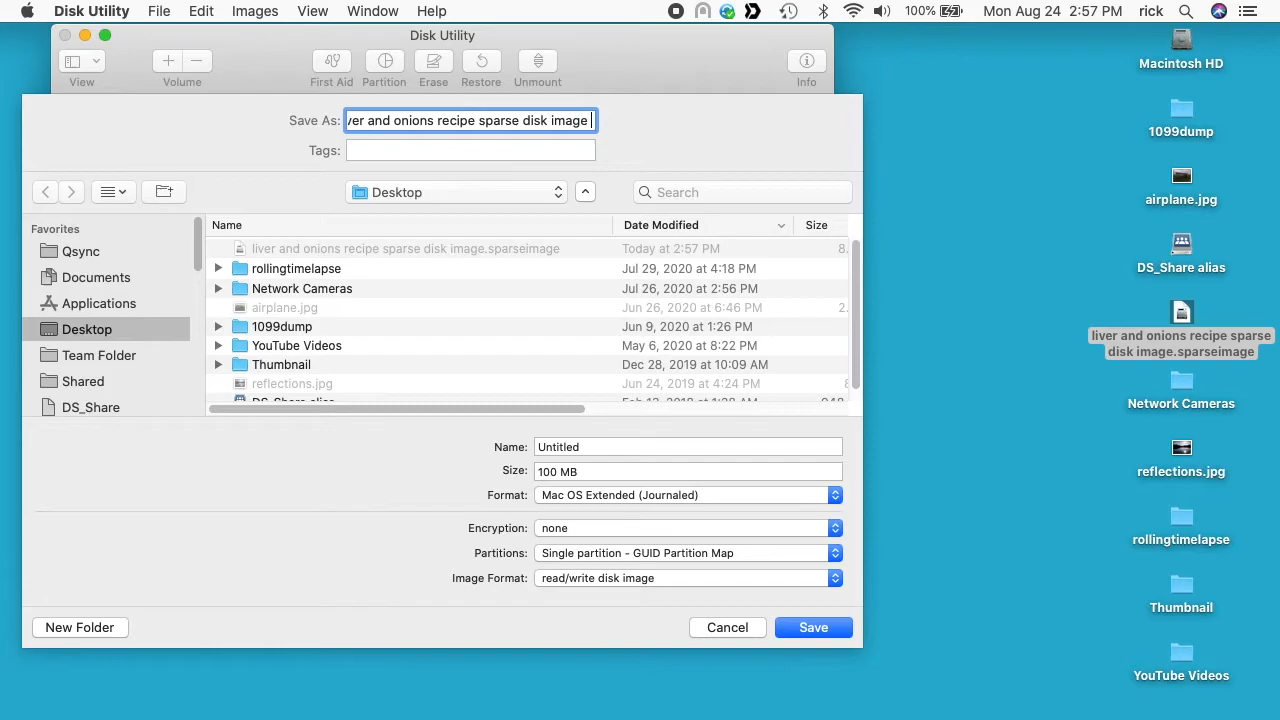 Disk Utility File Edit Images View Window Help 100% Mon Aug 24 2:57 PM rick
Disk Utility
View Volume First Aid Partition Erase Restore Unmount Info
Save As: ver and onions recipe sparse disk image
Tags:
Desktop Search
Favorites
Qsync
Documents
Applications
Desktop
Team Folder
Shared
DS_Share
Name Date Modified Size
liver and onions recipe sparse disk image.sparseimage Today at 2:57 PM 8.
rollingtimelapse Jul 29, 2020 at 4:18 PM
Network Cameras Jul 26, 2020 at 2:56 PM
airplane.jpg Jun 26, 2020 at 6:46 PM 2.
1099dump Jun 9, 2020 at 1:26 PM
YouTube Videos May 6, 2020 at 8:22 PM
Thumbnail Dec 28, 2019 at 10:09 AM
reflections.jpg Jun 24, 2019 at 4:24 PM 8
DS_Share alias
Name: Untitled
Size: 100 MB
Format: Mac OS Extended (Journaled)
Encryption: none
Partitions: Single partition - GUID Partition Map
Image Format: read/write disk image
New Folder Cancel Save
Macintosh HD
1099dump
airplane.jpg
DS_Share alias
liver and onions recipe sparse
disk image.sparseimage
Network Cameras
reflections.jpg
rollingtimelapse
Thumbnail
YouTube Videos